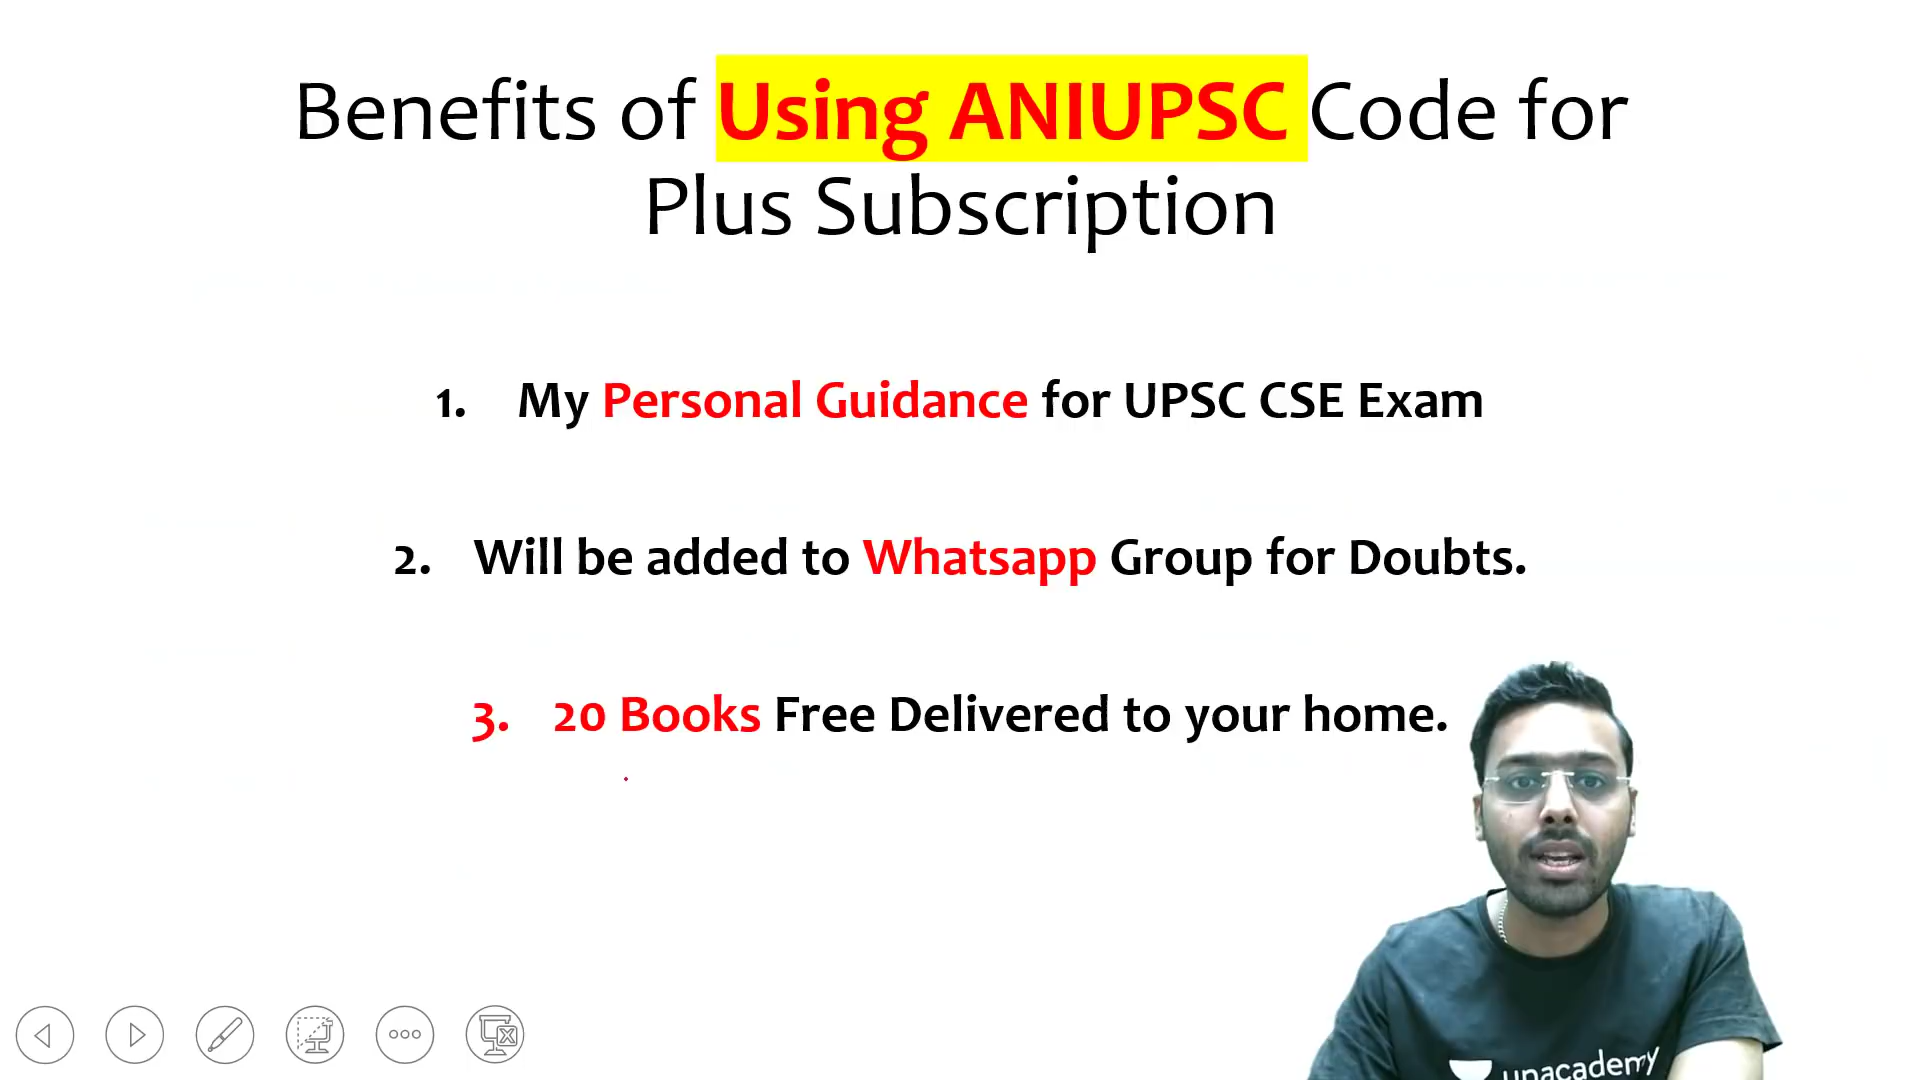 Benefits of Using ANIUPSC Code for
Plus Subscription
1. My Personal Guidance for UPSC CSE Exam
2. Will be added to Whatsapp Group for Doubts.
3. 20 Books Free Delivered to your home.
unacademy